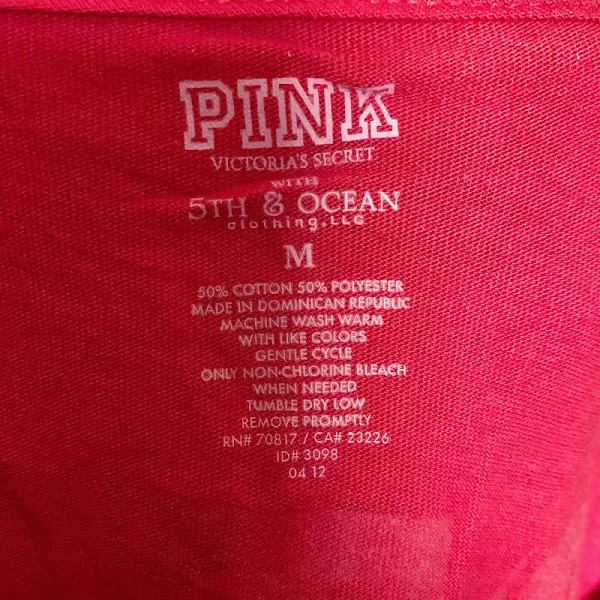 PINK
VICTORIA'S SECRET
WITH
5TH & OCEAN
clothing, LLC
M
50% COTTON 50% POLYESTER
MADE IN DOMINICAN REPUBLIC
MACHINE WASH WARM
WITH LIKE COLORS
GENTLE CYCLE
ONLY NON-CHLORINE BLEACH
WHEN NEEDED
TUMBLE DRY LOW
REMOVE PROMPTLY
RN# 70817 / CA# 23226
ID# 3098
04 12